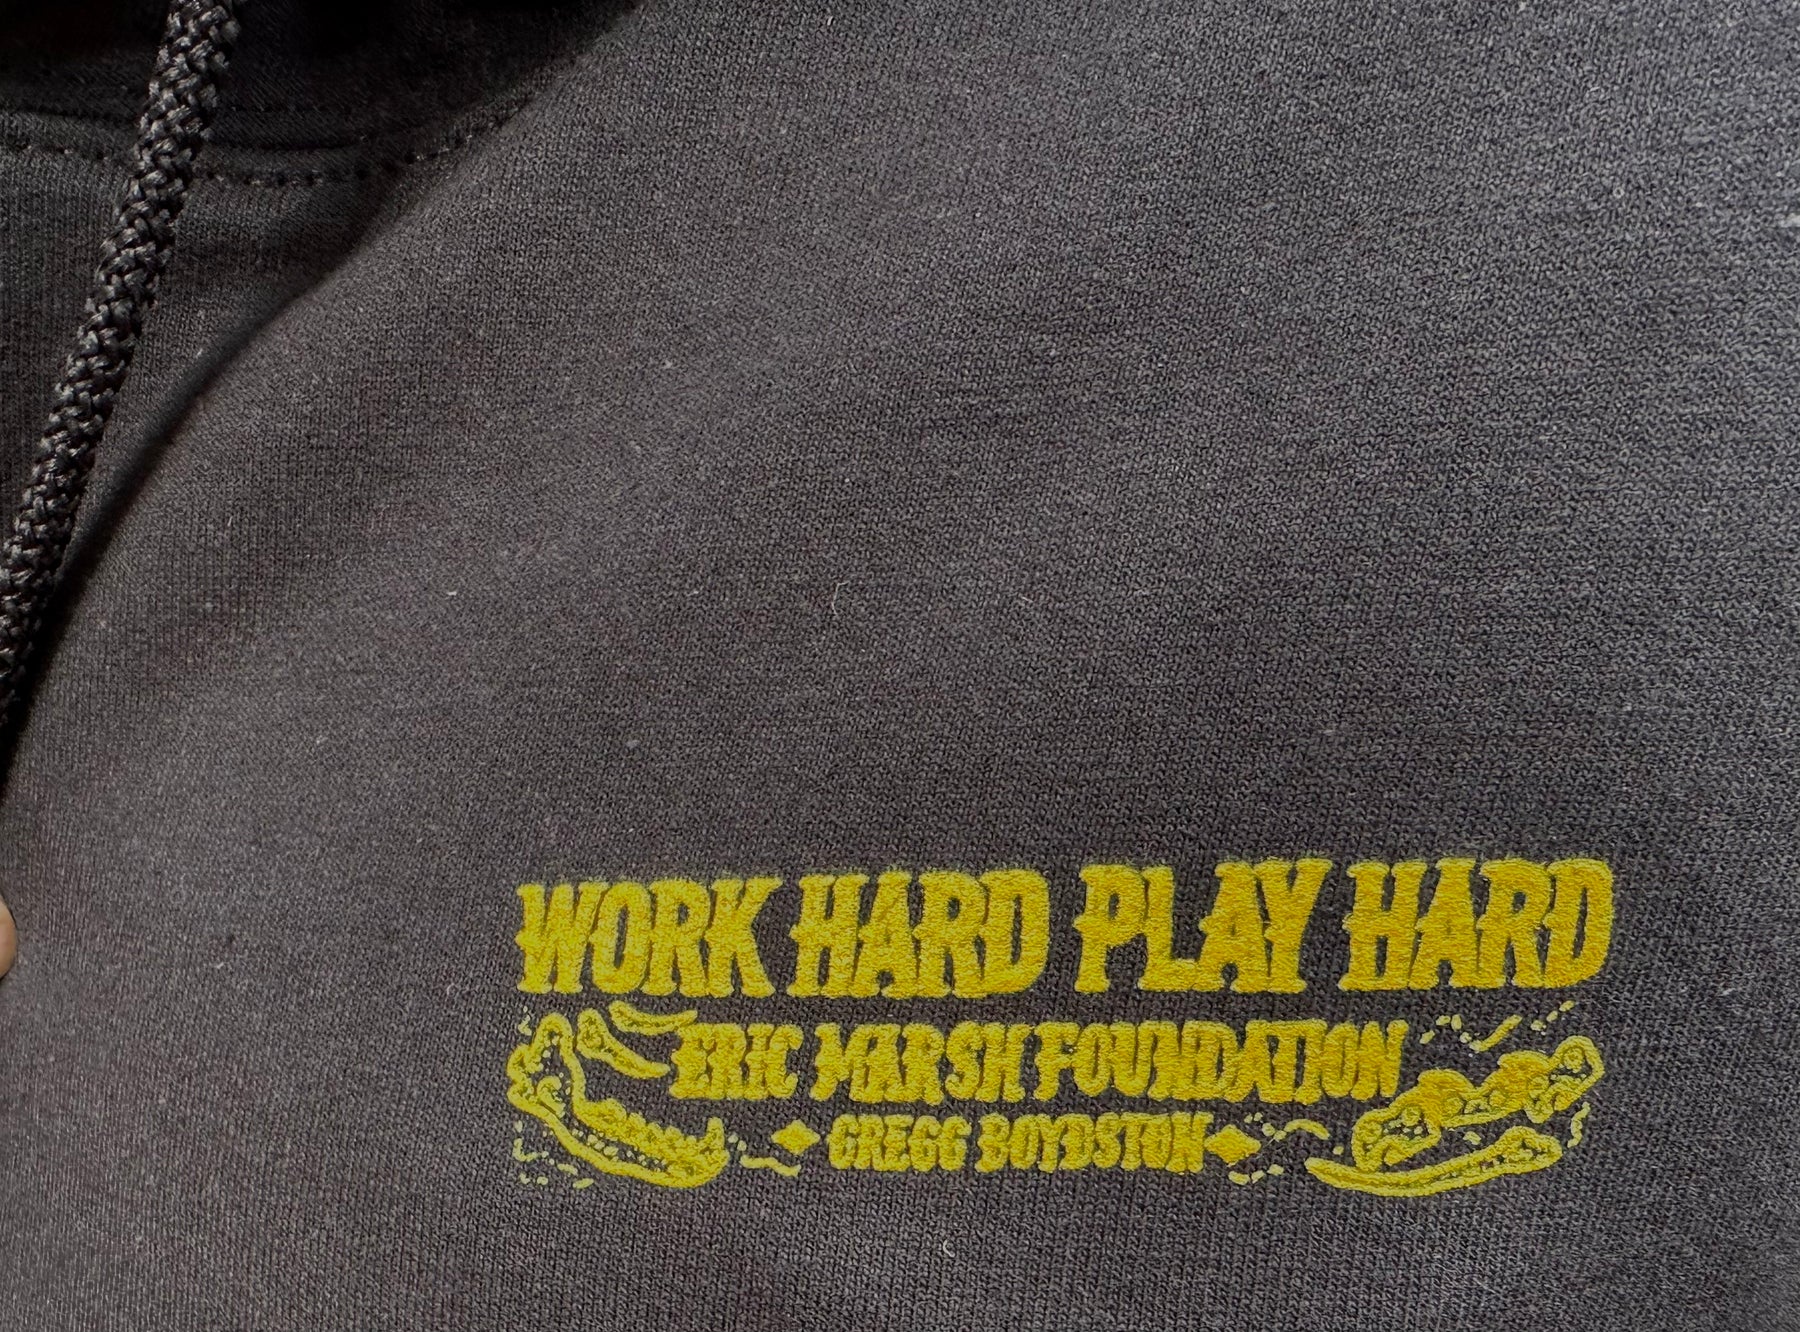 WORK HARD PLAY HARD
ERIC MARSH FOUNDATION
GREGG BOYDSTON